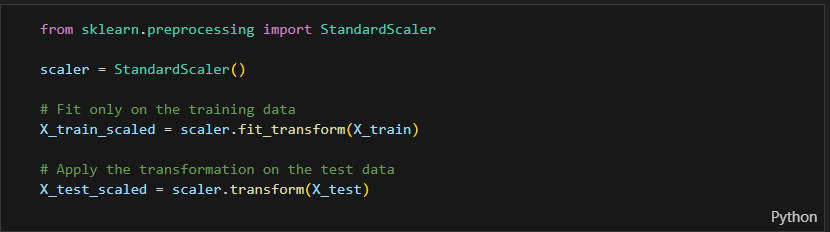 from sklearn.preprocessing import StandardScaler
scaler = StandardScaler()
# Fit only on the training data
X_train_scaled = scaler.fit_transform(X_train)
# Apply the transformation on the test data
X_test_scaled = scaler.transform(X_test)
Python